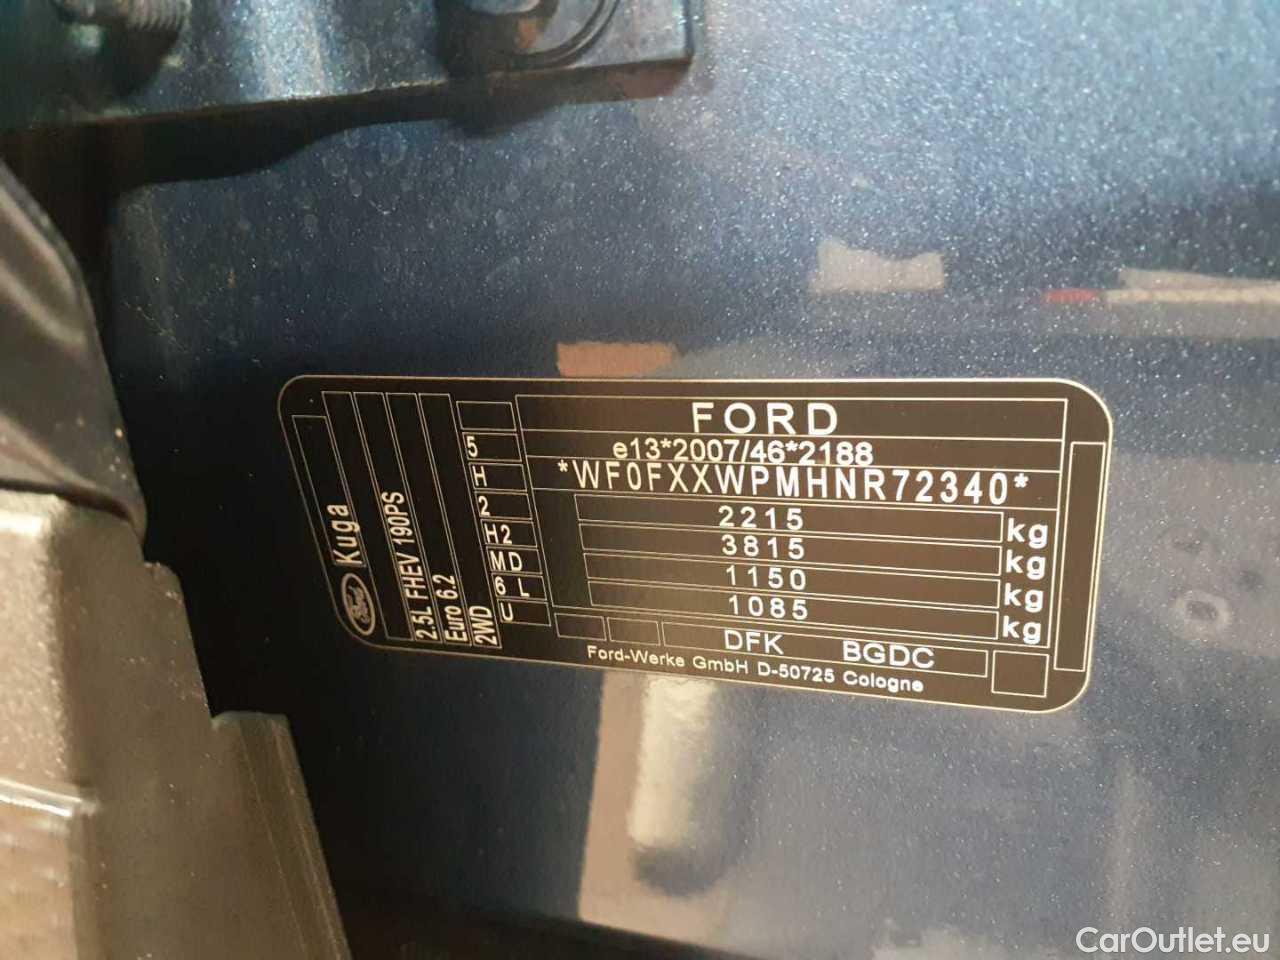 FORD
e13*2007/46*2188
*WF0FXXWPMHNR72340*
2215 kg
3815 kg
1150 kg
1085 kg
DFK BGDC
Ford-Werke GmbH D-50725 Cologne
5
H
2
H2
MD
6 L
U
Ford Kuga
2.5L FHEV 190PS
Euro 6.2
2WD
CarOutlet.eu